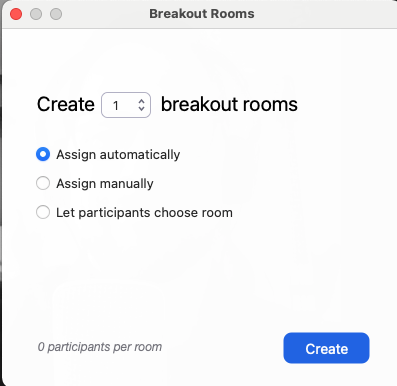 Breakout Rooms
Create 1 breakout rooms
Assign automatically
Assign manually
Let participants choose room
0 participants per room
Create